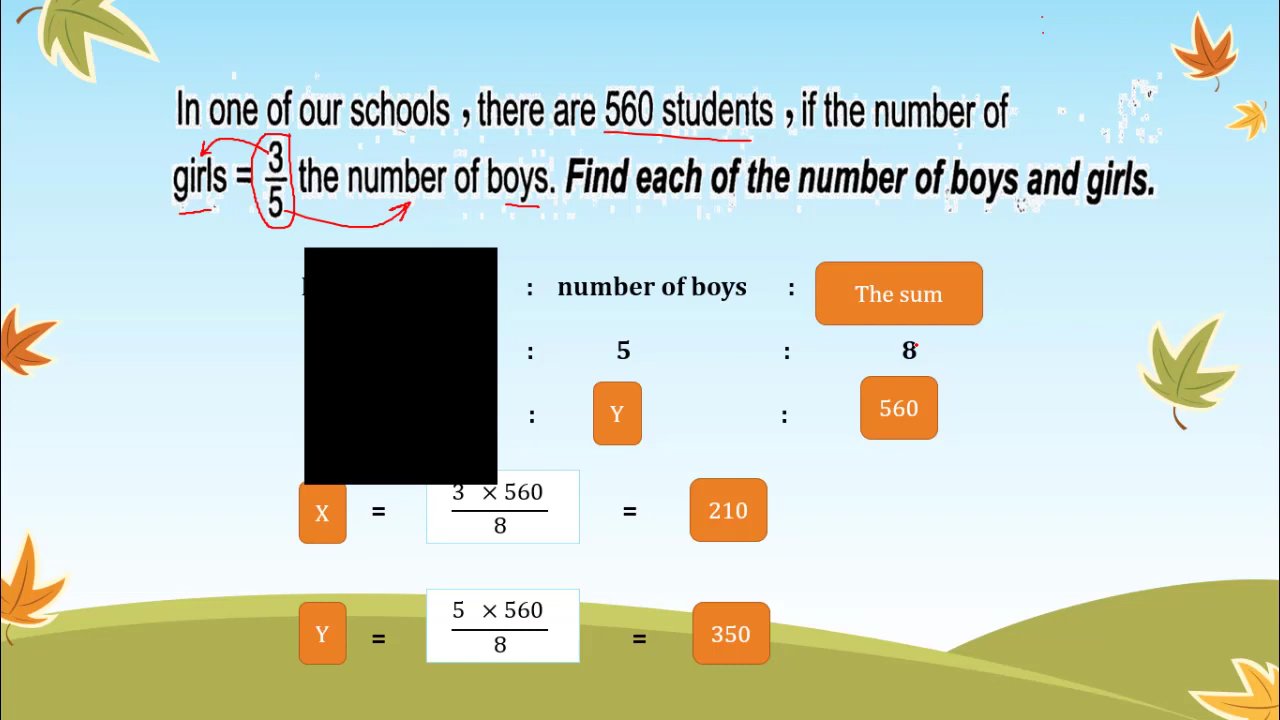 In one of our schools , there are 560 students , if the number of
girls = 3/5 the number of boys. Find each of the number of boys and girls.
: number of boys : The sum
: 5 : 8
: Y : 560
X = 3 × 560 / 8 = 210
Y = 5 × 560 / 8 = 350